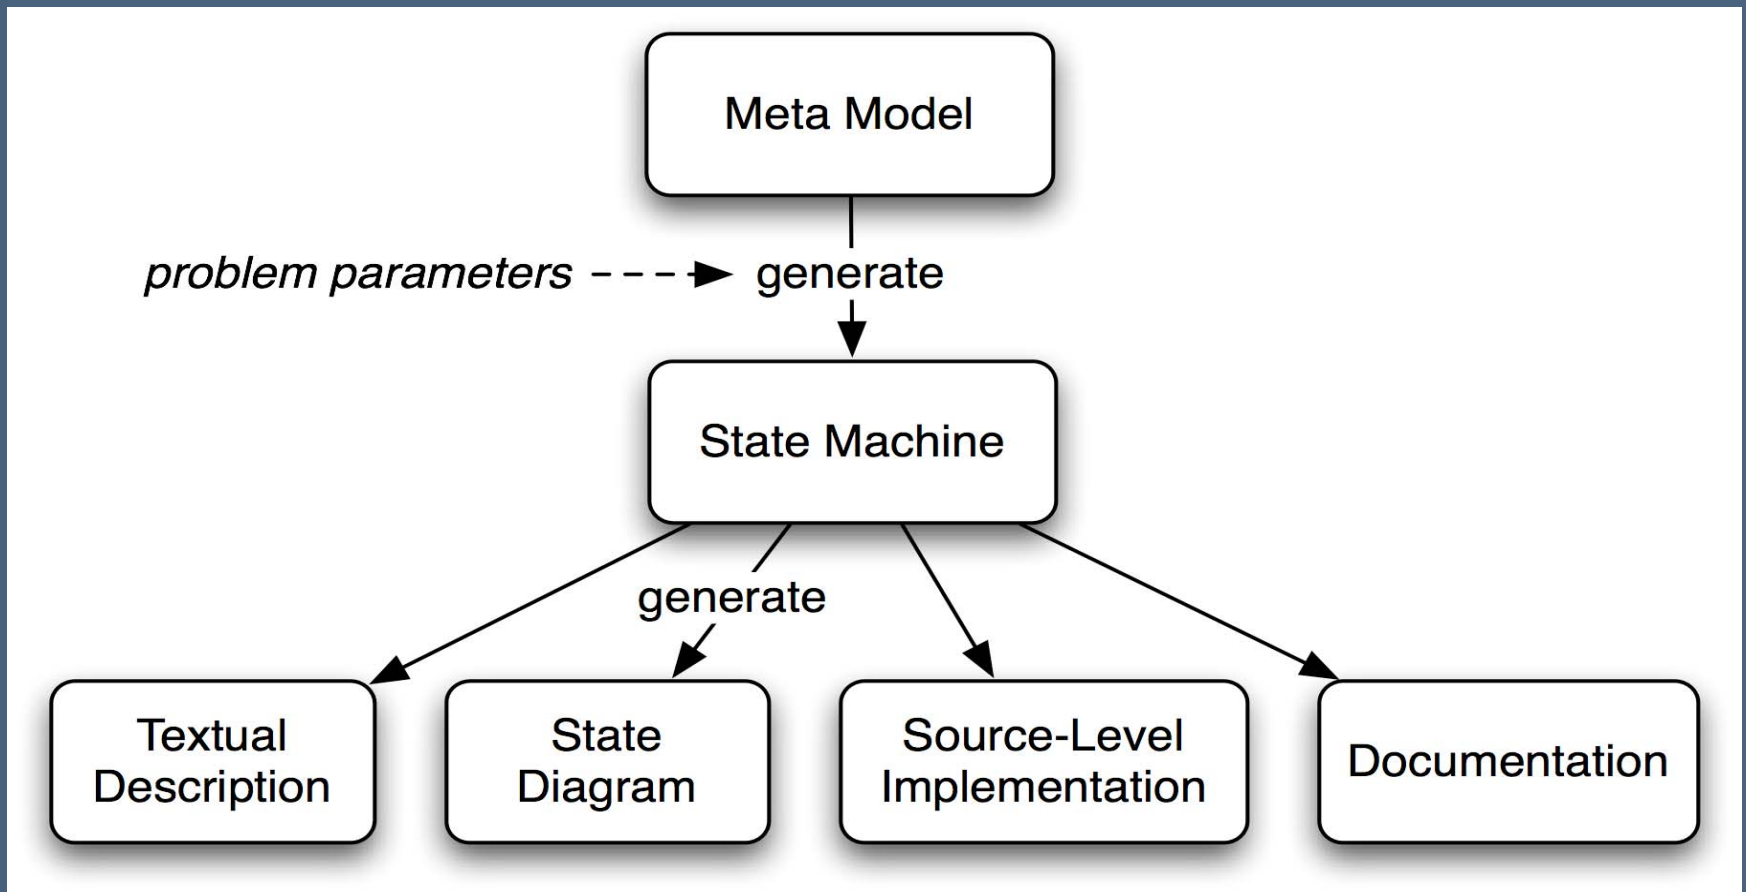 Meta Model
problem parameters
generate
State Machine
generate
Textual
Description
State
Diagram
Source-Level
Implementation
Documentation